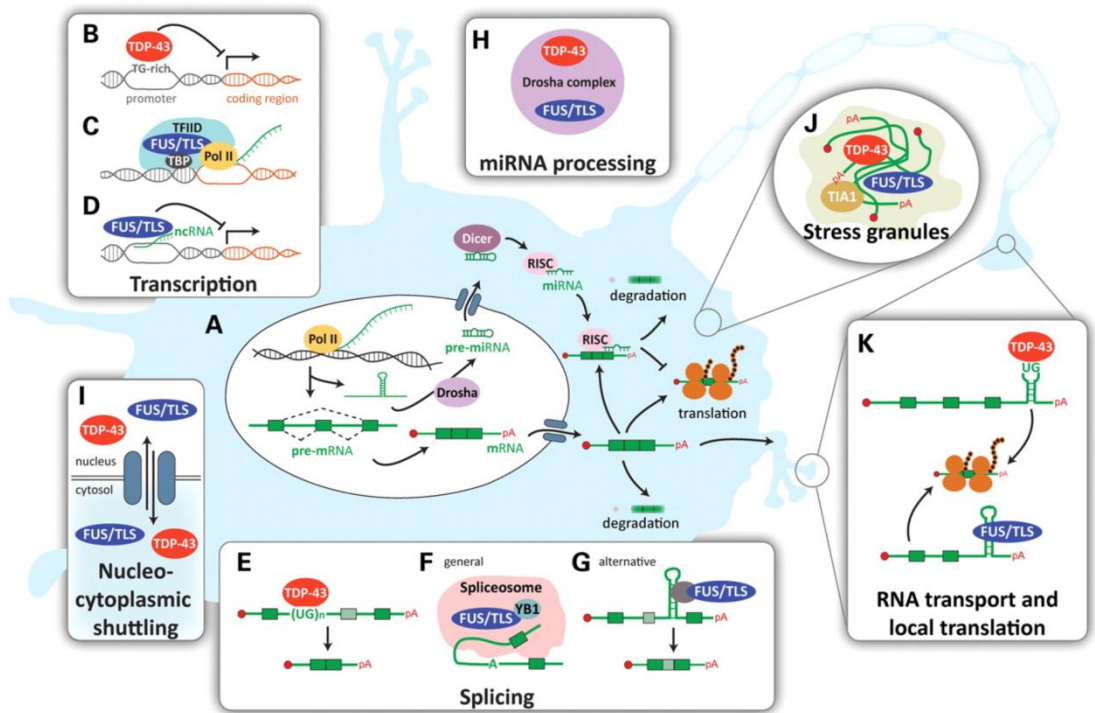 B
TDP-43
TG-rich
promoter
coding region
C
TFIID
FUS/TLS
Pol II
TBP
D
FUS/TLS
ncRNA
Transcription
H
TDP-43
Drosha complex
FUS/TLS
miRNA processing
J
pA
TDP-43
pA
FUS/TLS
TIA1
pA
Stress granules
A
Pol II
pre-miRNA
Drosha
pre-mRNA
pA
mRNA
Dicer
RISC
miRNA
degradation
RISC
pA
pA
translation
pA
degradation
I
FUS/TLS
TDP-43
nucleus
cytosol
FUS/TLS
TDP-43
Nucleo-
cytoplasmic
shuttling
E
TDP-43
(UG)n
pA
pA
F general
Spliceosome
YB1
FUS/TLS
A
G alternative
FUS/TLS
pA
pA
Splicing
K
TDP-43
UG
pA
pA
FUS/TLS
pA
RNA transport and
local translation